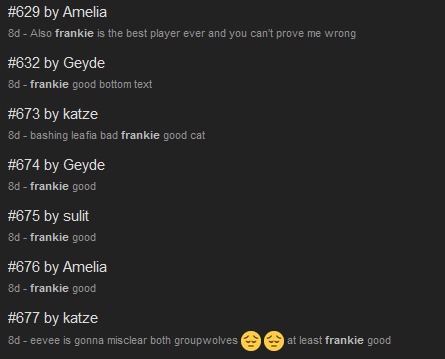 #629 by Amelia
8d - Also frankie is the best player ever and you can't prove me wrong
#632 by Geyde
8d - frankie good bottom text
#673 by katze
8d - bashing leafia bad frankie good cat
#674 by Geyde
8d - frankie good
#675 by sulit
8d - frankie good
#676 by Amelia
8d - frankie good
#677 by katze
8d - eevee is gonna misclear both groupwolves 😔😔 at least frankie good